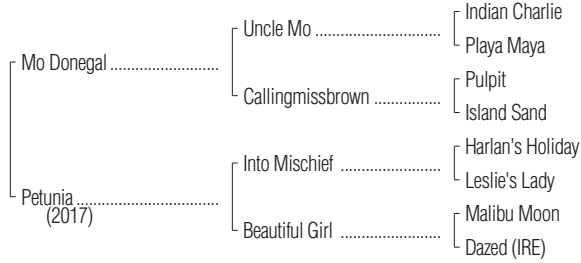 Indian Charlie
Uncle Mo ..........................
Playa Maya
Mo Donegal ..........................
Pulpit
Callingmissbrown ..................
Island Sand
Harlan's Holiday
Into Mischief ......................
Leslie's Lady
Petunia ..................................
(2017)
Malibu Moon
Beautiful Girl ......................
Dazed (IRE)